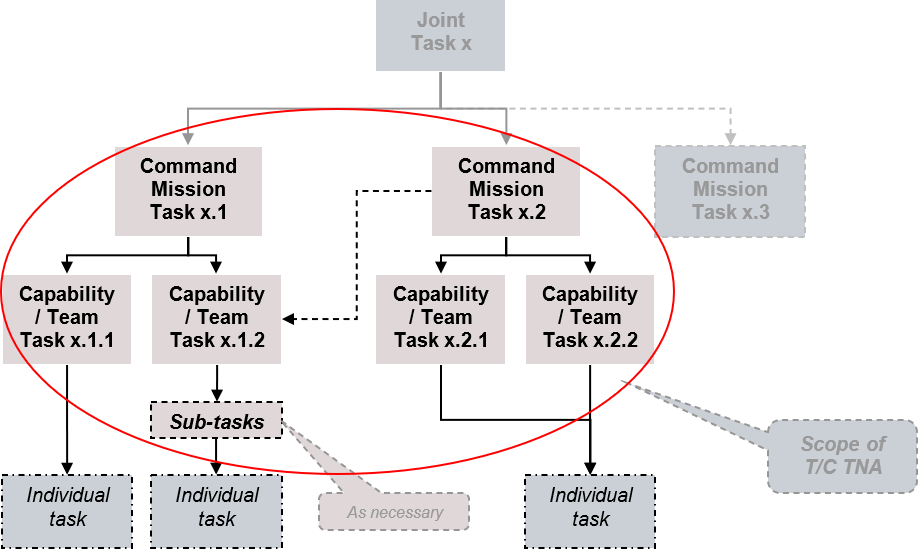 Joint
Task x
Command
Mission
Task x.1
Command
Mission
Task x.2
Command
Mission
Task x.3
Capability
/ Team
Task x.1.1
Capability
/ Team
Task x.1.2
Capability
/ Team
Task x.2.1
Capability
/ Team
Task x.2.2
Sub-tasks
Scope of
T/C TNA
Individual
task
Individual
task
As necessary
Individual
task